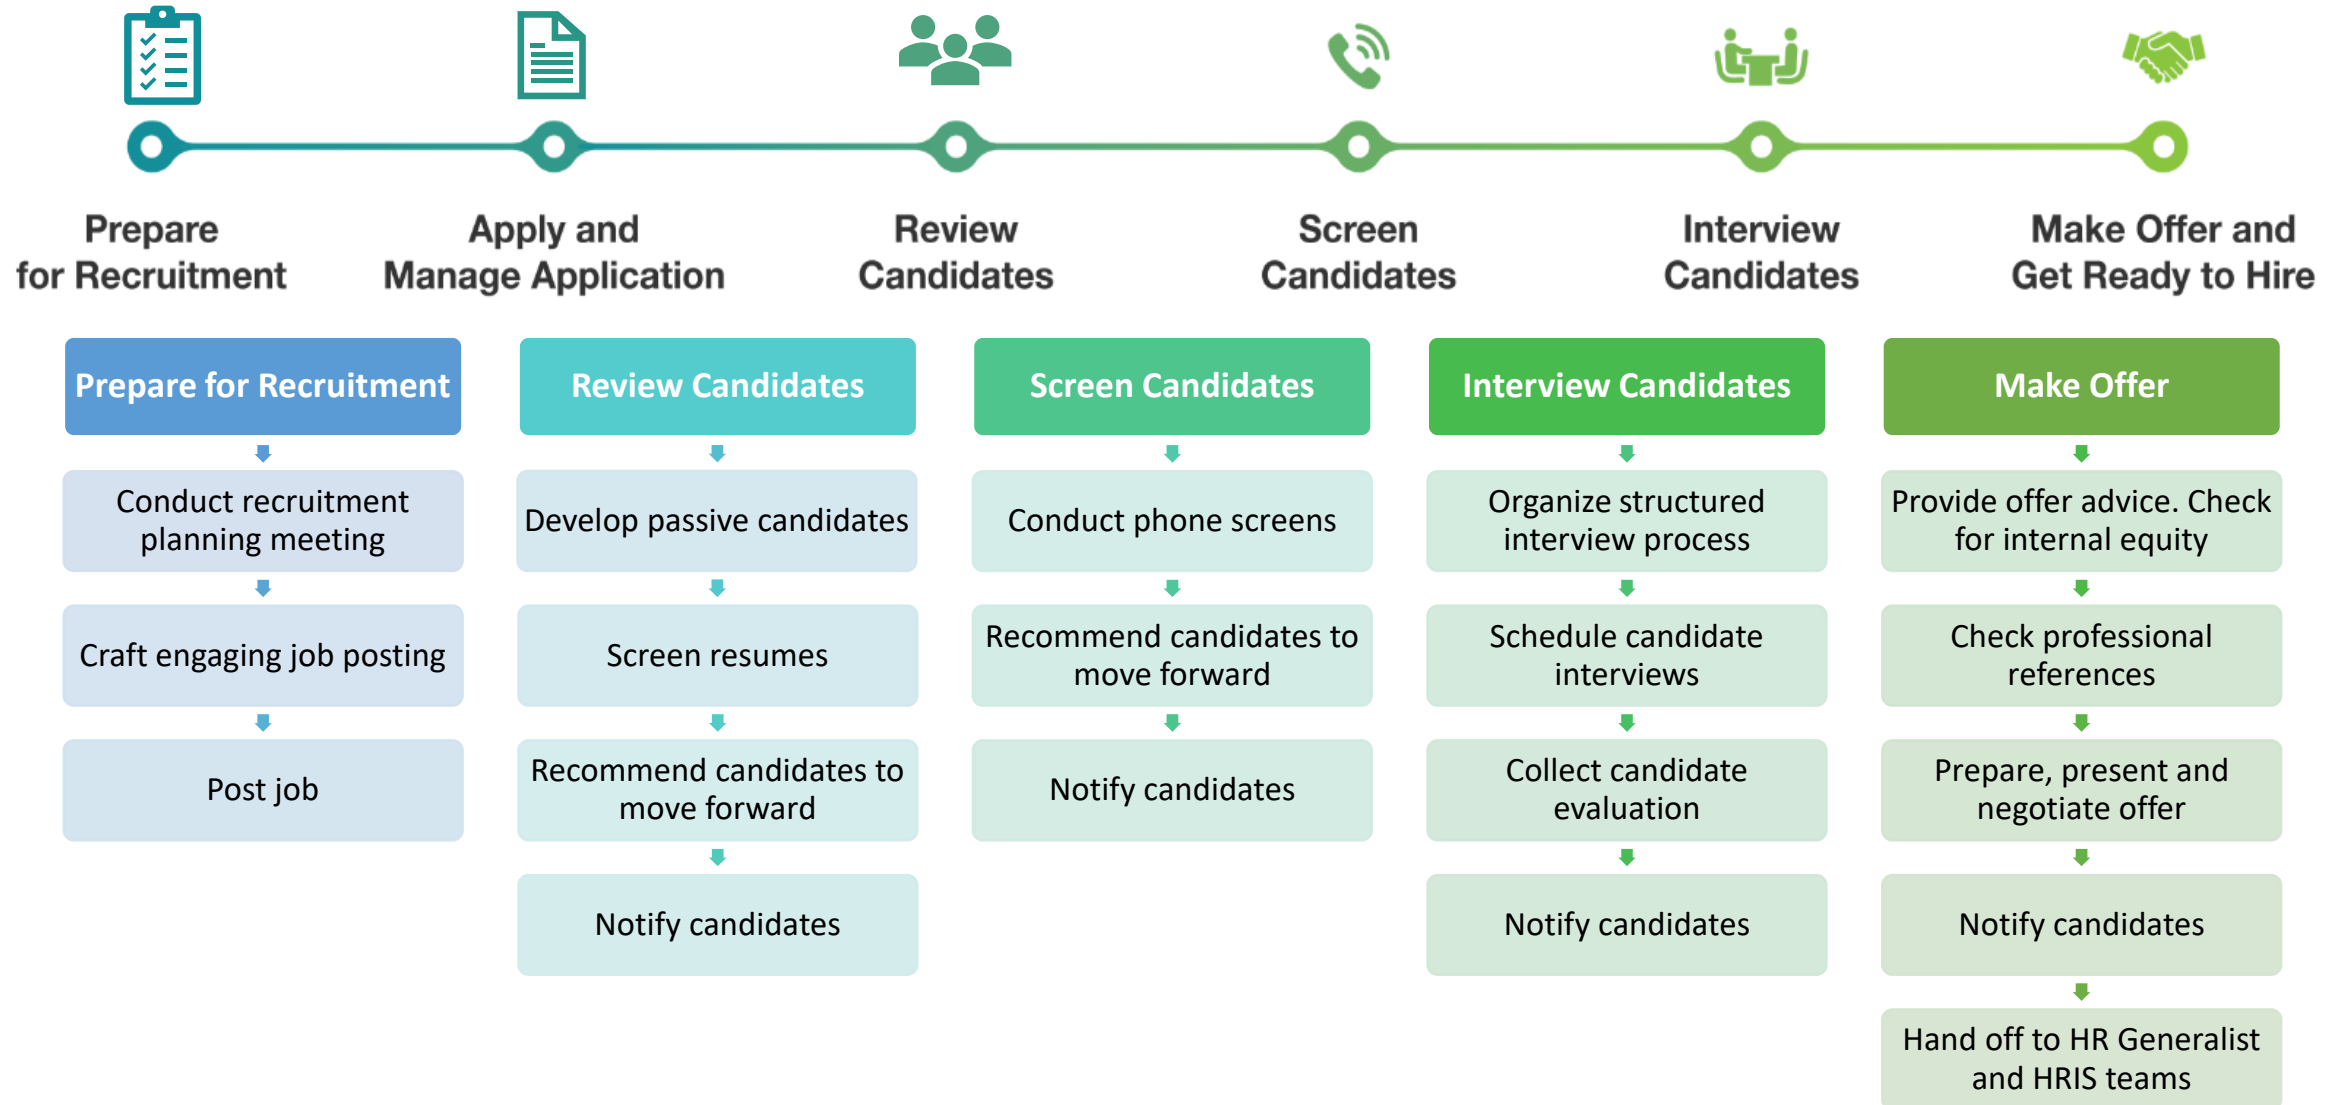 Prepare
for Recruitment
Apply and
Manage Application
Review
Candidates
Screen
Candidates
Interview
Candidates
Make Offer and
Get Ready to Hire
Prepare for Recruitment
Conduct recruitment
planning meeting
Craft engaging job posting
Post job
Review Candidates
Develop passive candidates
Screen resumes
Recommend candidates to
move forward
Notify candidates
Screen Candidates
Conduct phone screens
Recommend candidates to
move forward
Notify candidates
Interview Candidates
Organize structured
interview process
Schedule candidate
interviews
Collect candidate
evaluation
Notify candidates
Make Offer
Provide offer advice. Check
for internal equity
Check professional
references
Prepare, present and
negotiate offer
Notify candidates
Hand off to HR Generalist
and HRIS teams